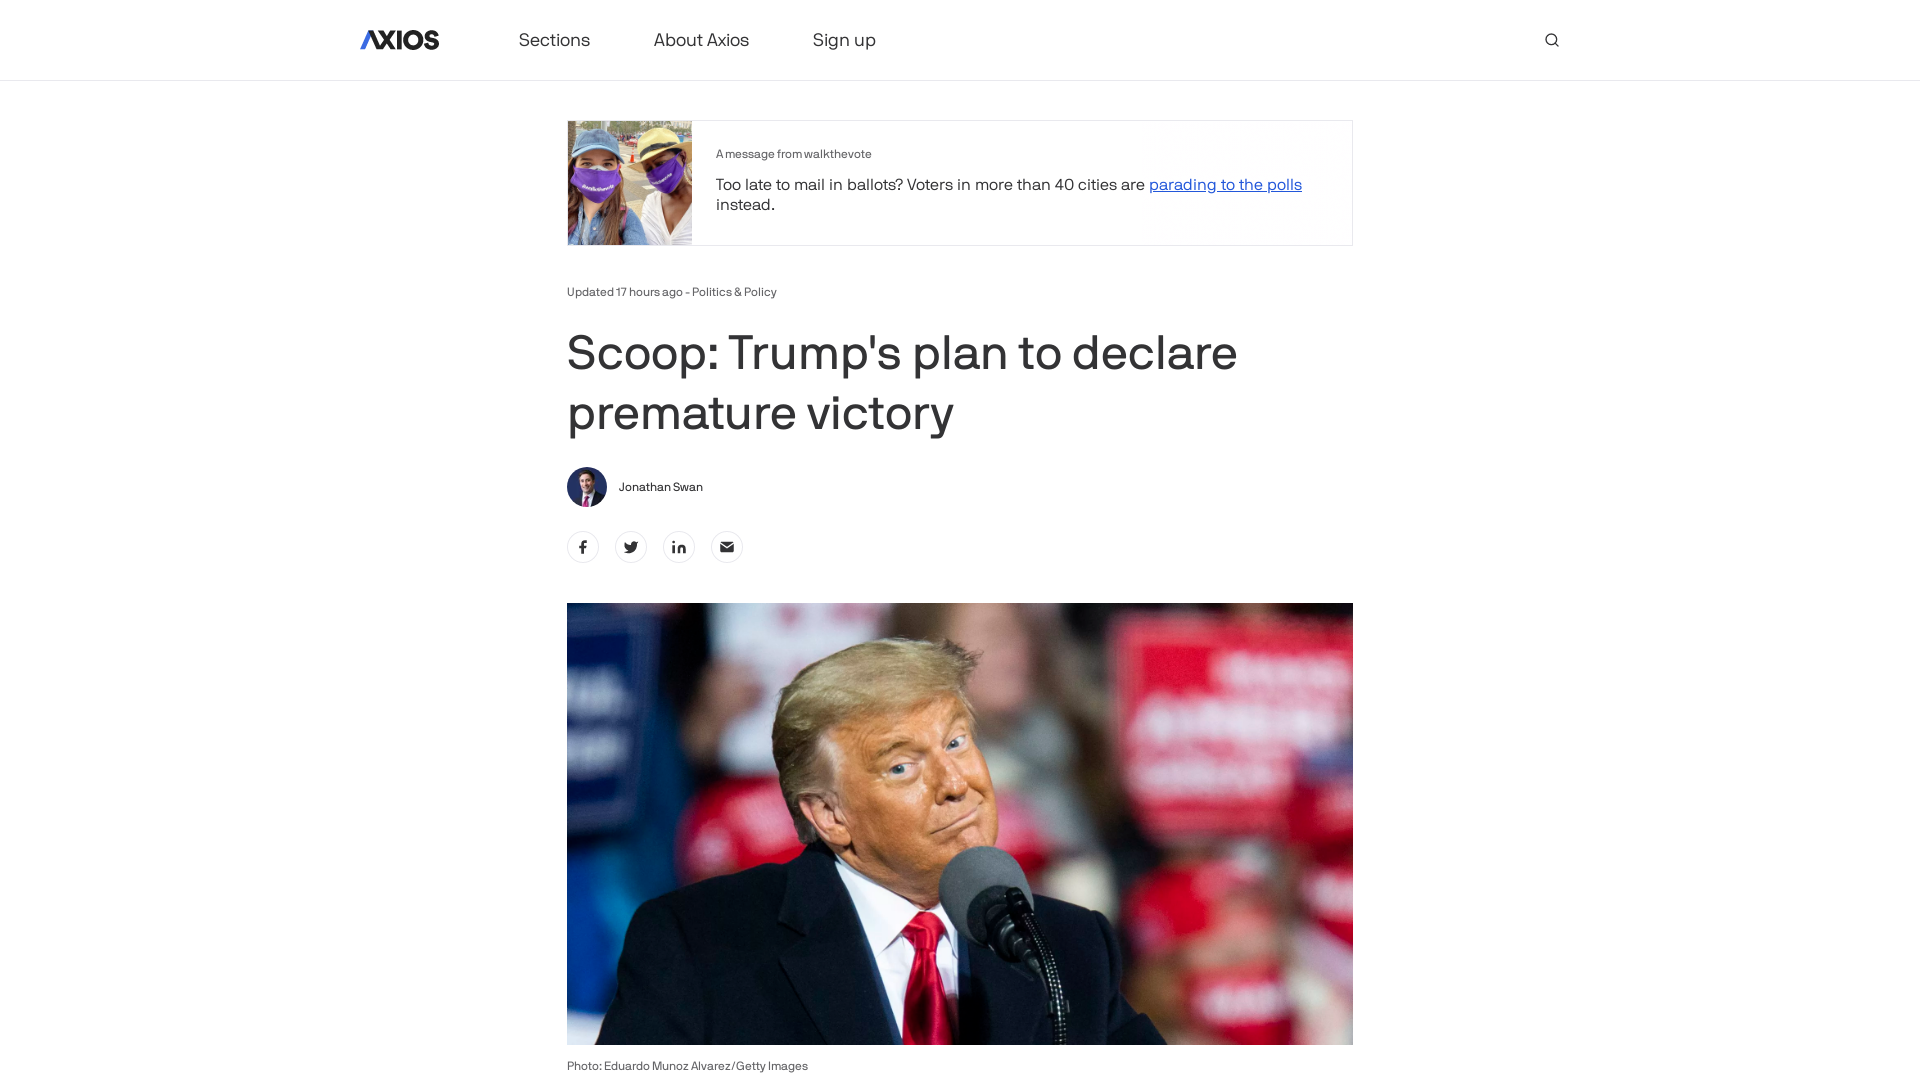 AXIOS
Sections
About Axios
Sign up
A message from walkthevote
Too late to mail in ballots? Voters in more than 40 cities are parading to the polls
instead.
Updated 17 hours ago - Politics & Policy
Scoop: Trump's plan to declare
premature victory
Jonathan Swan
Photo: Eduardo Munoz Alvarez/Getty Images